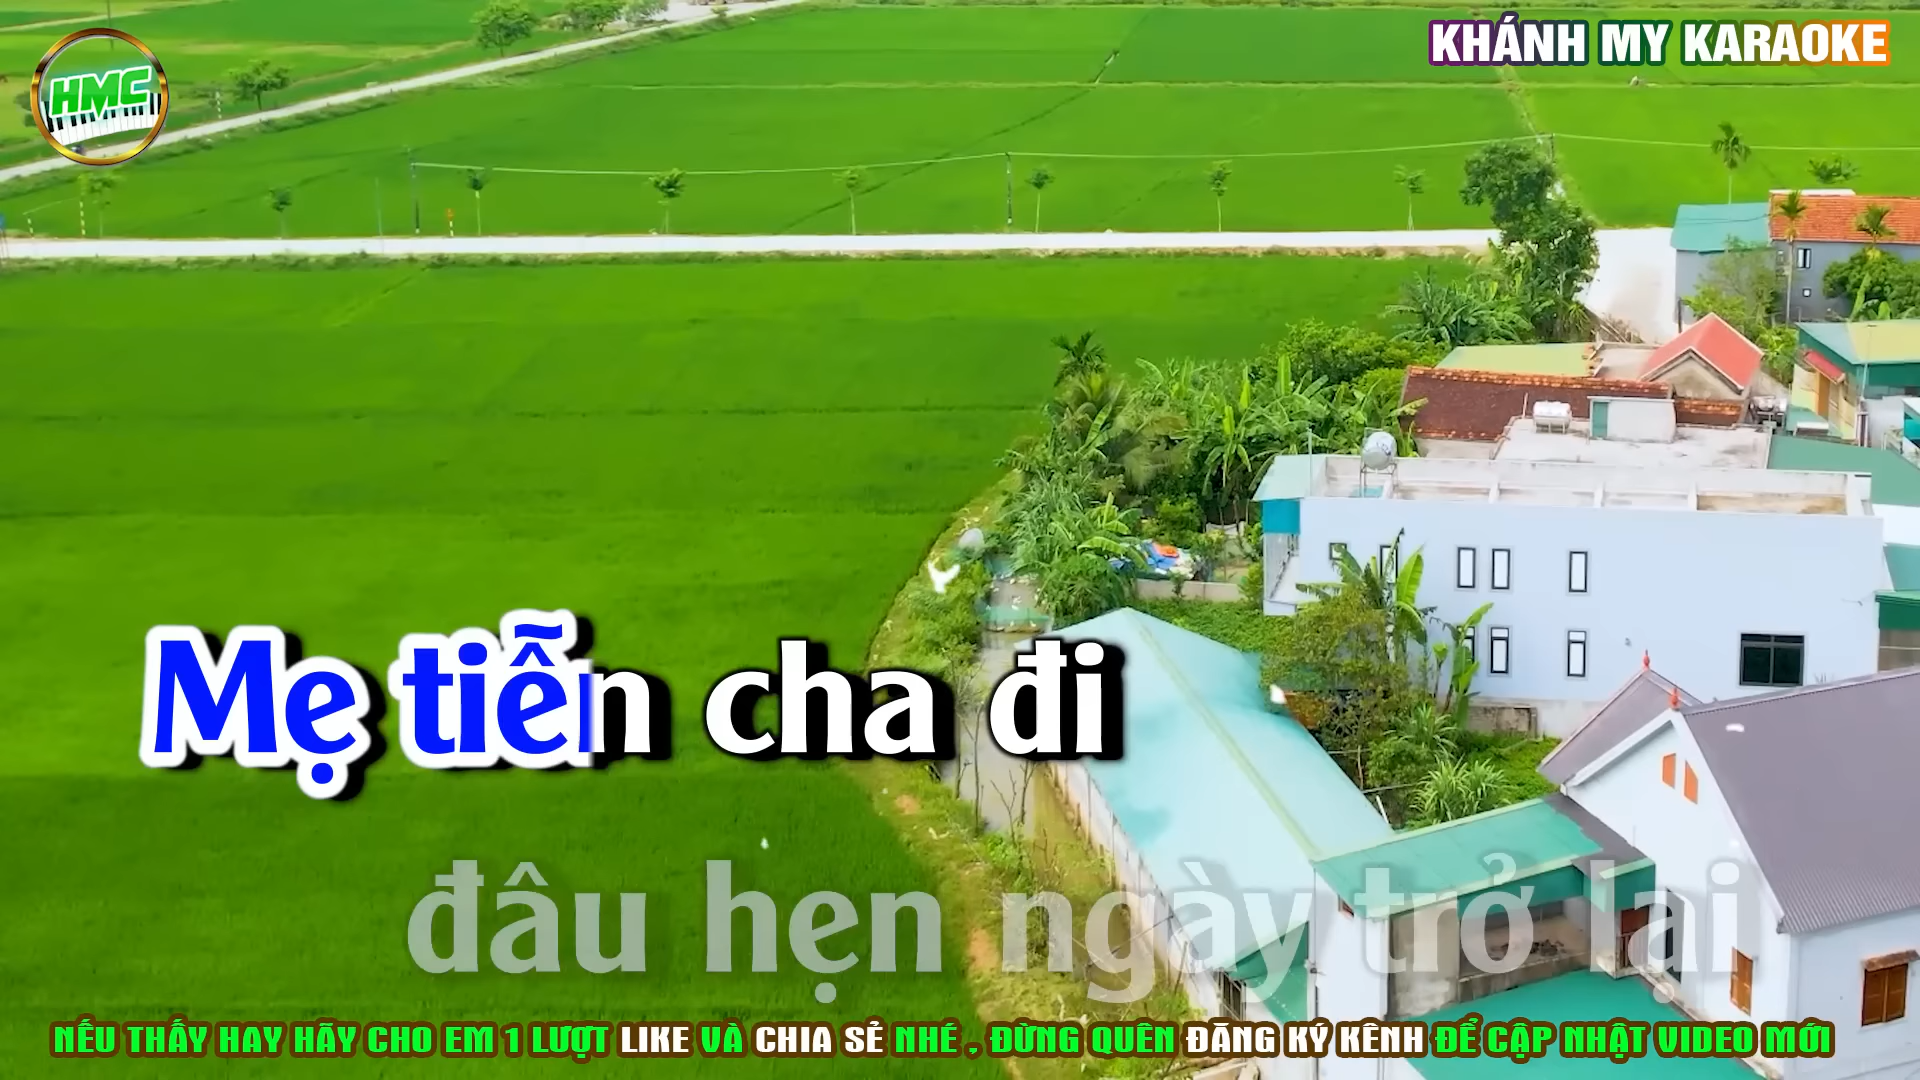 HMC
KHÁNH MY KARAOKE
Mẹ tiễn cha đi
đâu hẹn ngày trở lại
NẾU THẤY HAY HÃY CHO EM 1 LƯỢT LIKE VÀ CHIA SẺ NHÉ , ĐỪNG QUÊN ĐĂNG KÝ KÊNH ĐỂ CẬP NHẬT VIDEO MỚI